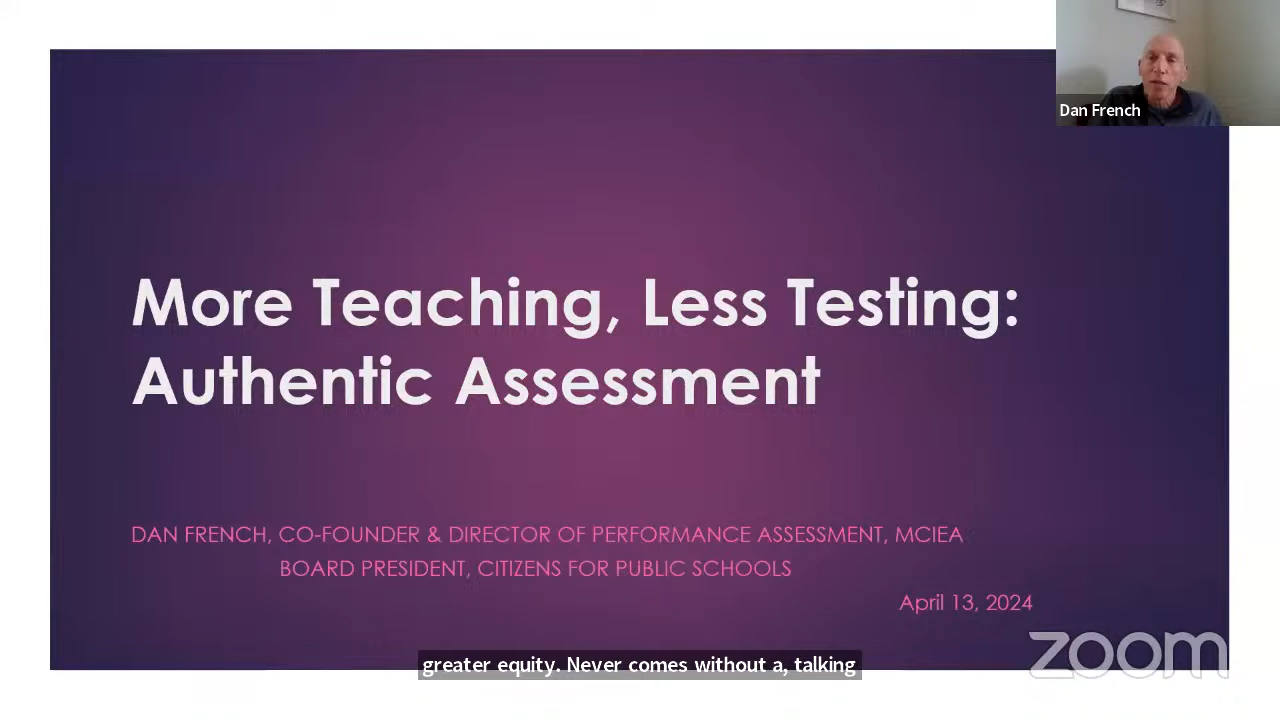 Dan French
More Teaching, Less Testing:
Authentic Assessment
DAN FRENCH, CO-FOUNDER & DIRECTOR OF PERFORMANCE ASSESSMENT, MCIEA
BOARD PRESIDENT, CITIZENS FOR PUBLIC SCHOOLS
April 13, 2024
zoom
greater equity. Never comes without a, talking